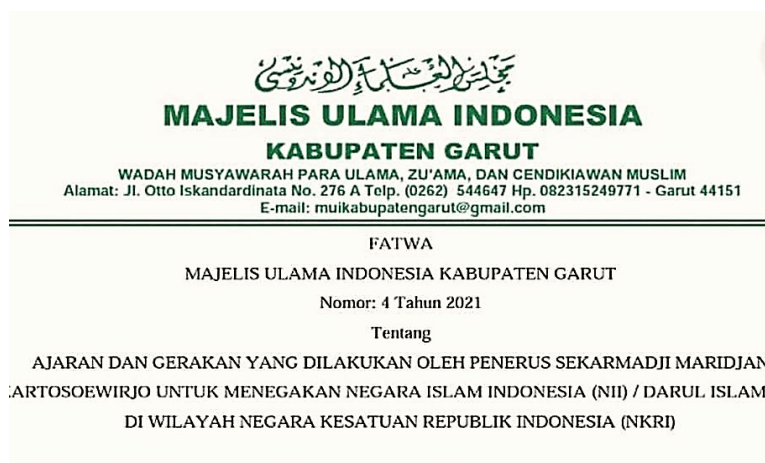 مجلس العلماء الاندونيسي
MAJELIS ULAMA INDONESIA
KABUPATEN GARUT
WADAH MUSYAWARAH PARA ULAMA, ZU'AMA, DAN CENDIKIAWAN MUSLIM
Alamat: Jl. Otto Iskandardinata No. 276 A Telp. (0262) 544647 Hp. 082315249771 - Garut 44151
E-mail: muikabupatengarut@gmail.com
FATWA
MAJELIS ULAMA INDONESIA KABUPATEN GARUT
Nomor: 4 Tahun 2021
Tentang
AJARAN DAN GERAKAN YANG DILAKUKAN OLEH PENERUS SEKARMADJI MARIDJAN
KARTOSOEWIRJO UNTUK MENEGAKAN NEGARA ISLAM INDONESIA (NII) / DARUL ISLAM
DI WILAYAH NEGARA KESATUAN REPUBLIK INDONESIA (NKRI)